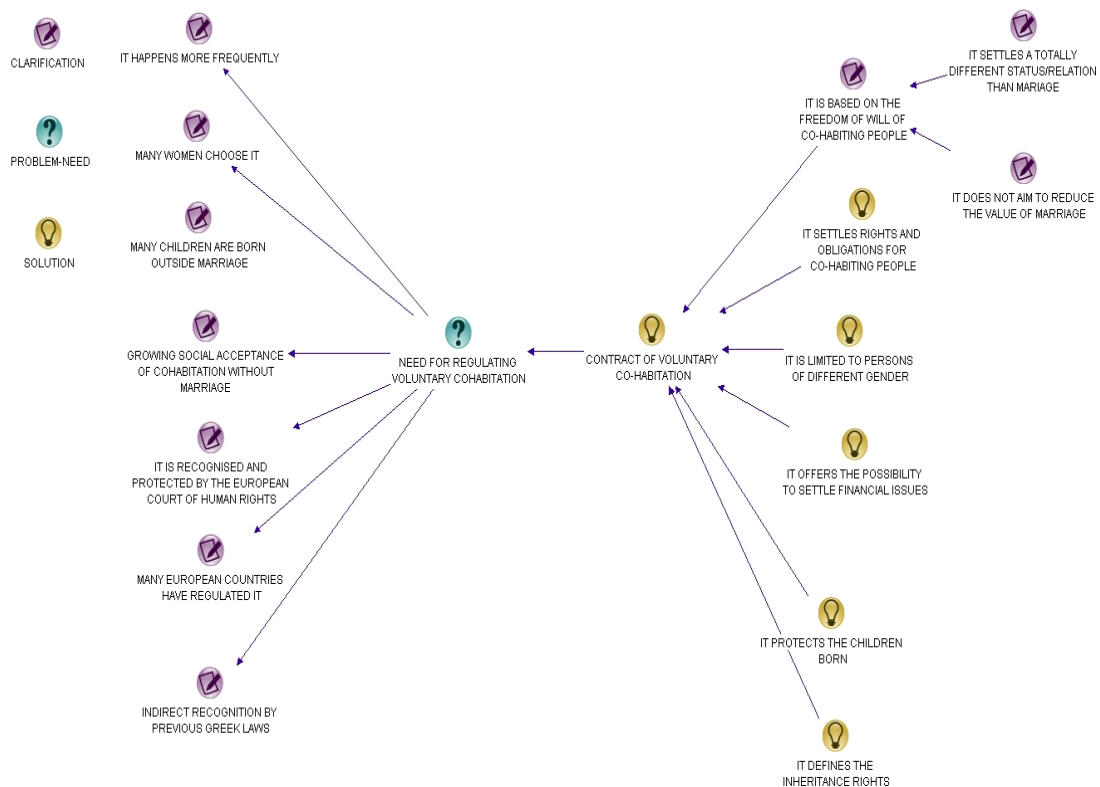 CLARIFICATION
PROBLEM-NEED
SOLUTION
IT HAPPENS MORE FREQUENTLY
MANY WOMEN CHOOSE IT
MANY CHILDREN ARE BORN
OUTSIDE MARRIAGE
GROWING SOCIAL ACCEPTANCE
OF COHABITATION WITHOUT
MARRIAGE
IT IS RECOGNISED AND
PROTECTED BY THE EUROPEAN
COURT OF HUMAN RIGHTS
MANY EUROPEAN COUNTRIES
HAVE REGULATED IT
INDIRECT RECOGNITION BY
PREVIOUS GREEK LAWS
NEED FOR REGULATING
VOLUNTARY COHABITATION
CONTRACT OF VOLUNTARY
CO-HABITATION
IT IS BASED ON THE
FREEDOM OF WILL OF
CO-HABITING PEOPLE
IT SETTLES A TOTALLY
DIFFERENT STATUS/RELATION
THAN MARIAGE
IT DOES NOT AIM TO REDUCE
THE VALUE OF MARRIAGE
IT SETTLES RIGHTS AND
OBLIGATIONS FOR
CO-HABITING PEOPLE
IT IS LIMITED TO PERSONS
OF DIFFERENT GENDER
IT OFFERS THE POSSIBILITY
TO SETTLE FINANCIAL ISSUES
IT PROTECTS THE CHILDREN
BORN
IT DEFINES THE
INHERITANCE RIGHTS